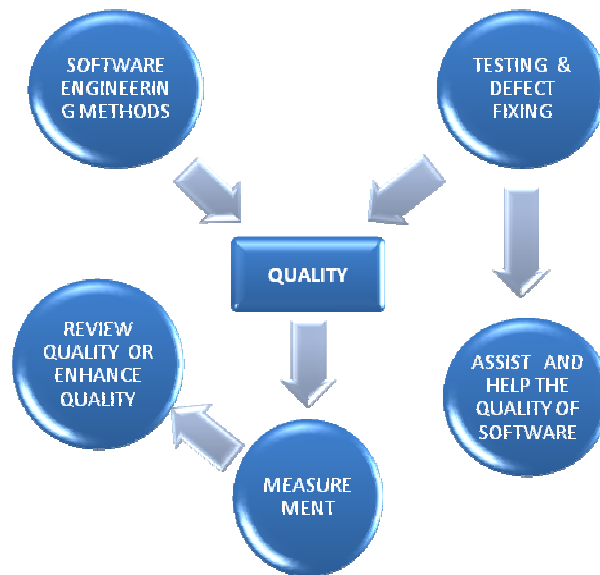 SOFTWARE
ENGINEERIN
G METHODS
TESTING &
DEFECT
FIXING
QUALITY
REVIEW
QUALITY OR
ENHANCE
QUALITY
ASSIST AND
HELP THE
QUALITY OF
SOFTWARE
MEASURE
MENT